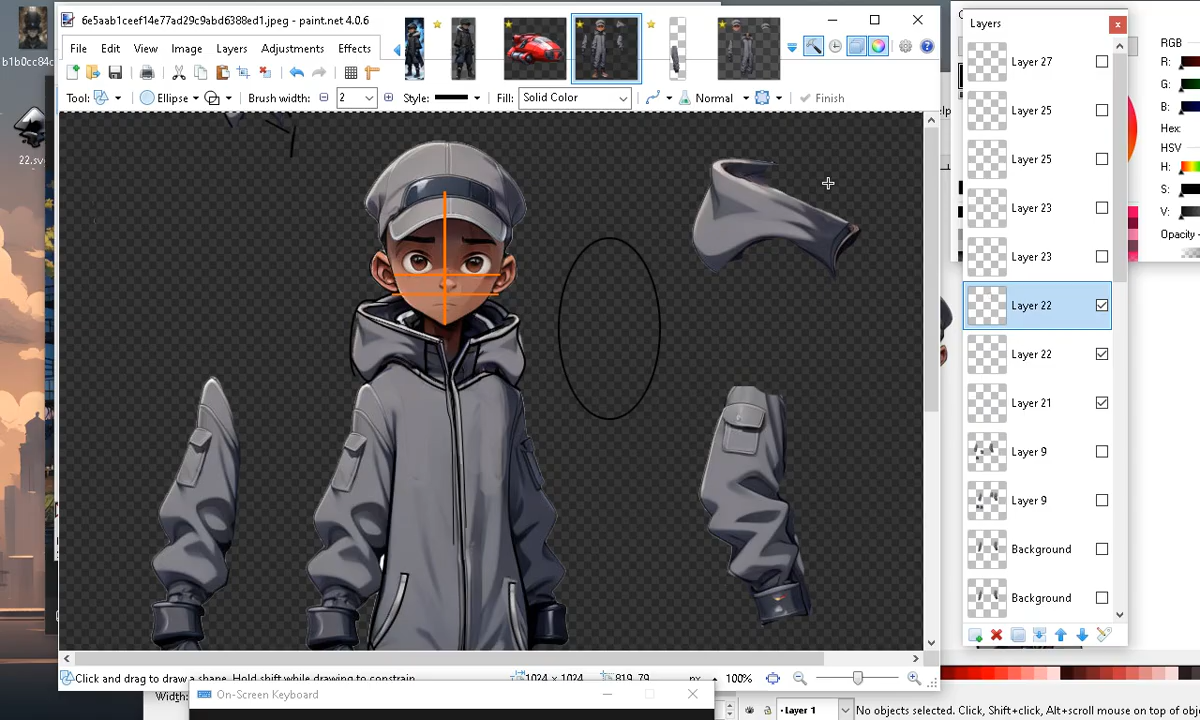 b1b0cc84c
22.sv
6e5aab1ceef14e77ad29c9abd6388ed1.jpeg - paint.net 4.0.6
File Edit View Image Layers Adjustments Effects
Tool: Ellipse Brush width: 2 Style: Fill: Solid Color Normal Finish
Click and drag to draw a shape. Hold shift while drawing to constrain.
1024 × 1024 819, 79 px 100%
Layers
Layer 27
Layer 25
Layer 25
Layer 23
Layer 23
Layer 22
Layer 22
Layer 21
Layer 9
Layer 9
Background
Background
RGB
R:
G:
B:
Hex:
HSV
H:
S:
V:
Opacity -
elp
Width:
On-Screen Keyboard
Layer 1
No objects selected. Click, Shift+click, Alt+scroll mouse on top of obj